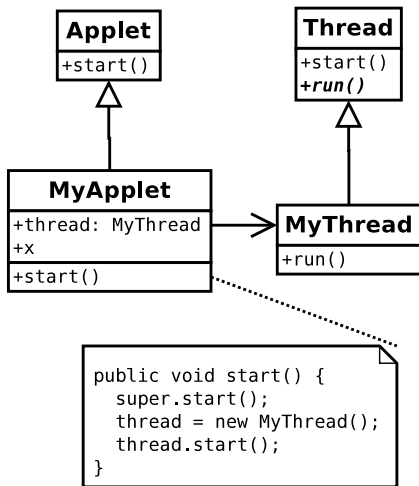 Applet
+start()
Thread
+start()
+run()
MyApplet
+thread: MyThread
+x
+start()
MyThread
+run()
public void start() {
  super.start();
  thread = new MyThread();
  thread.start();
}